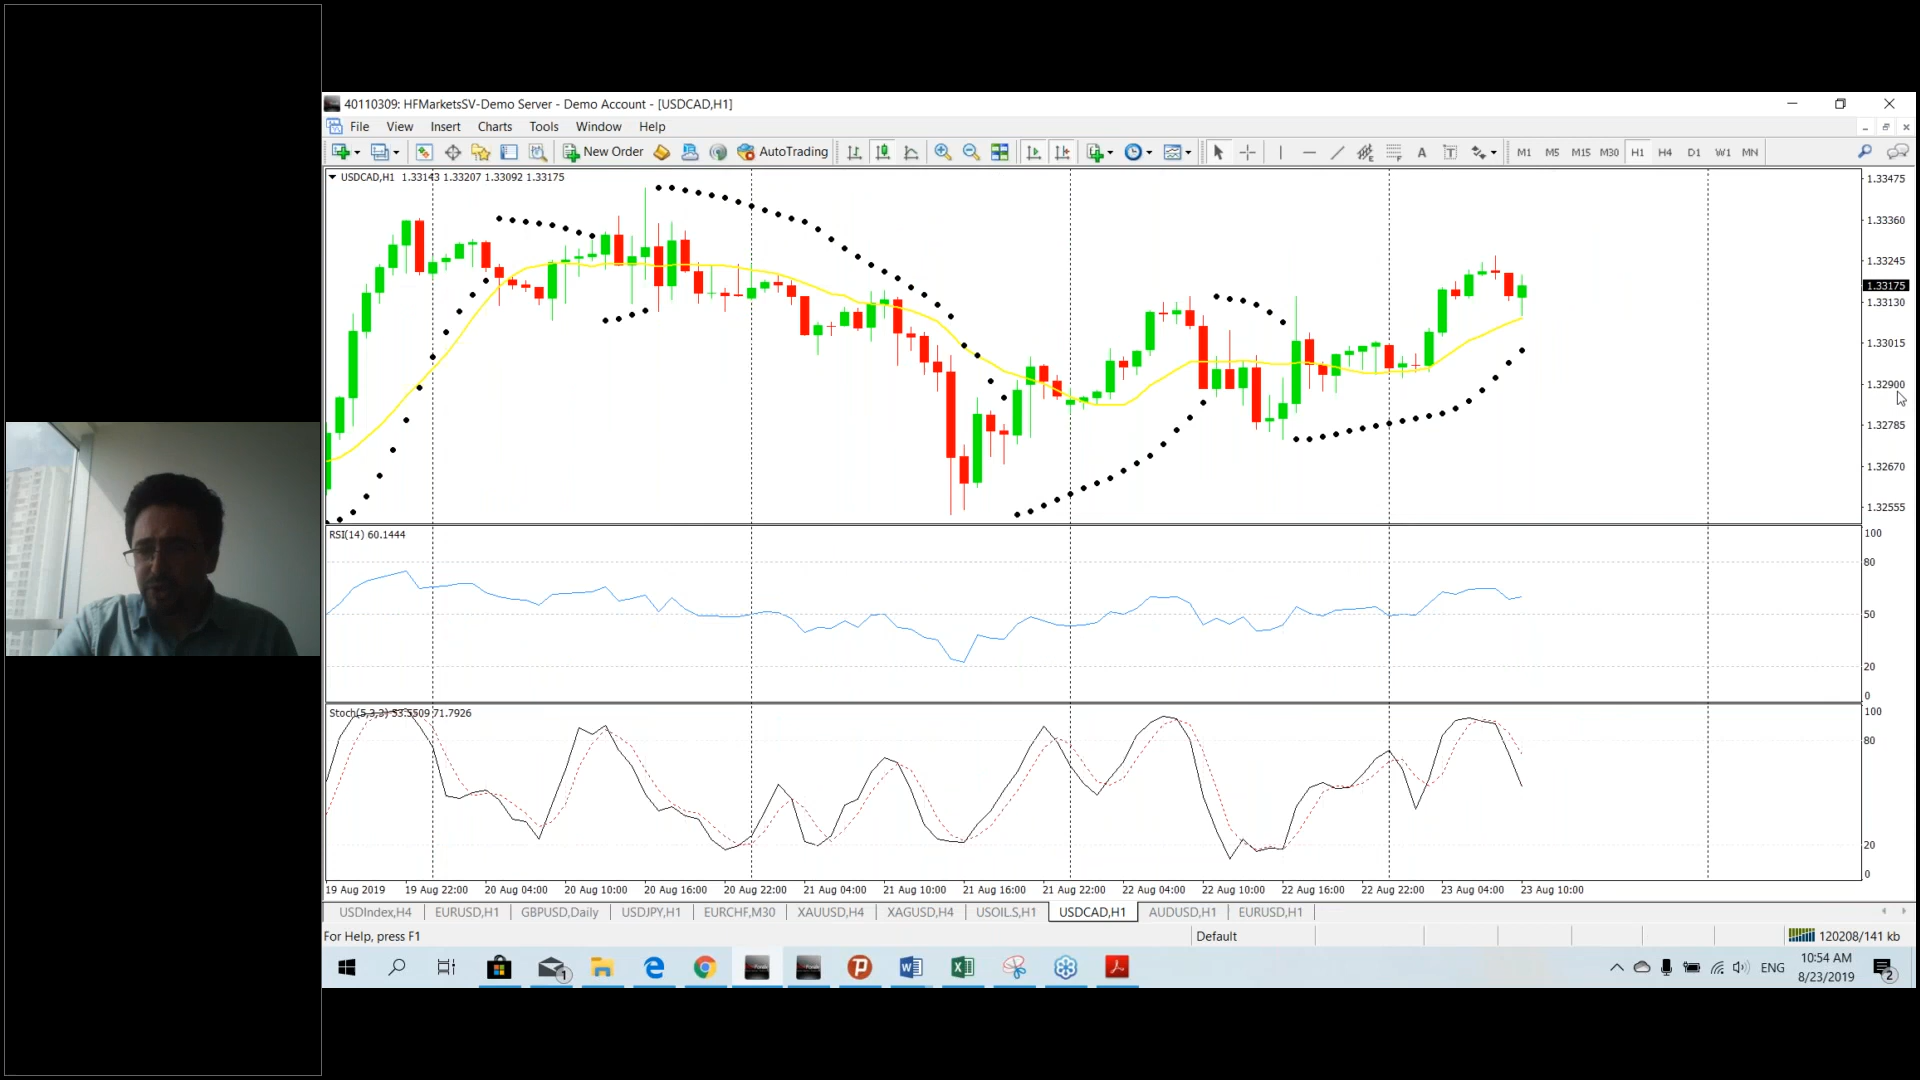 40110309: HFMarketsSV-Demo Server - Demo Account - [USDCAD,H1]
File View Insert Charts Tools Window Help
New Order AutoTrading A T M1 M5 M15 M30 H1 H4 D1 W1 MN
USDCAD,H1 1.33143 1.33207 1.33092 1.33175
1.33475
1.33360
1.33245
1.33175
1.33130
1.33015
1.32900
1.32785
1.32670
1.32555
RSI(14) 60.1444
100
80
50
20
0
Stoch(5,3,3) 53.5509 71.7926
100
80
20
0
19 Aug 2019 19 Aug 22:00 20 Aug 04:00 20 Aug 10:00 20 Aug 16:00 20 Aug 22:00 21 Aug 04:00 21 Aug 10:00 21 Aug 16:00 21 Aug 22:00 22 Aug 04:00 22 Aug 10:00 22 Aug 16:00 22 Aug 22:00 23 Aug 04:00 23 Aug 10:00
USDIndex,H4 EURUSD,H1 GBPUSD,Daily USDJPY,H1 EURCHF,M30 XAUUSD,H4 XAGUSD,H4 USOIL.S,H1 USDCAD,H1 AUDUSD,H1 EURUSD,H1
For Help, press F1 Default 120208/141 kb
1 ENG 10:54 AM
8/23/2019 2